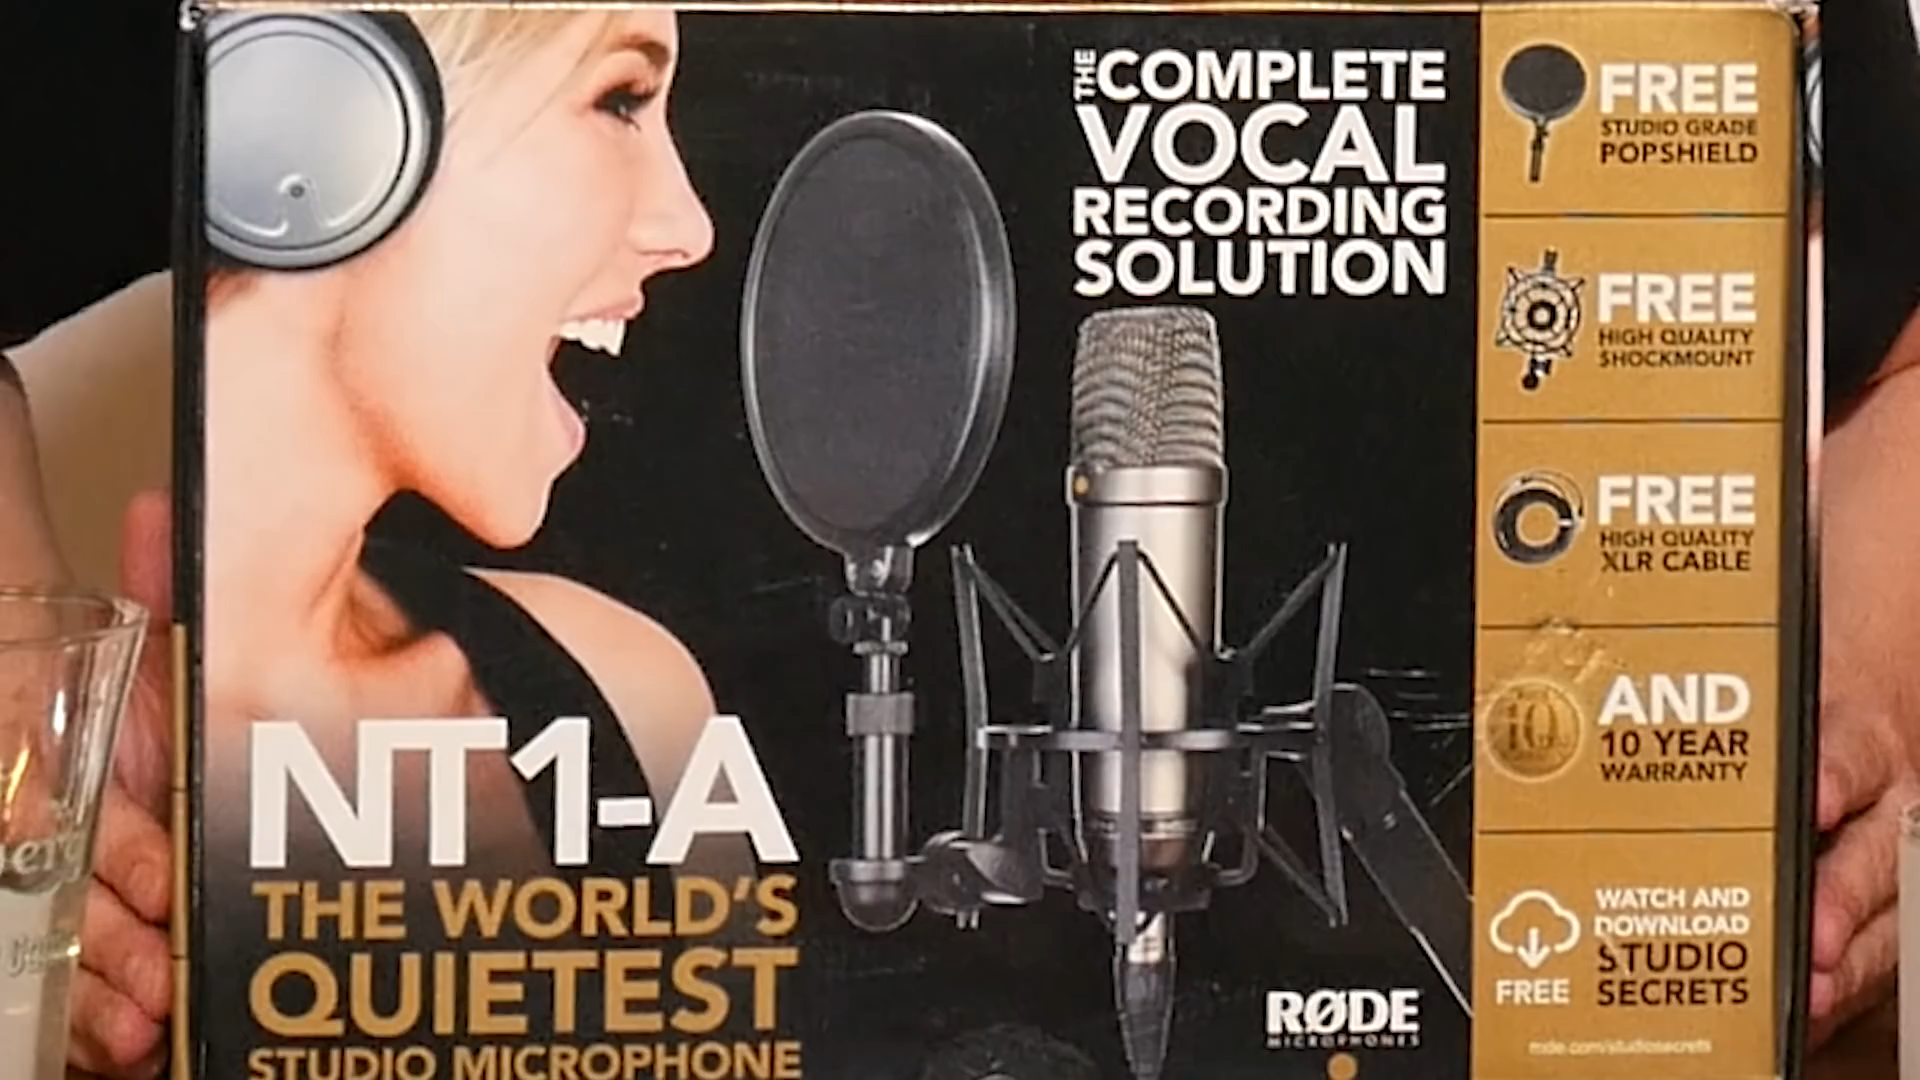 THE COMPLETE
VOCAL
RECORDING
SOLUTION
NT1-A
THE WORLD'S
QUIETEST
STUDIO MICROPHONE
RØDE
MICROPHONES
FREE
STUDIO GRADE
POPSHIELD
FREE
HIGH QUALITY
SHOCKMOUNT
FREE
HIGH QUALITY
XLR CABLE
10
AND
10 YEAR
WARRANTY
WATCH AND
DOWNLOAD
STUDIO
SECRETS
FREE
rode.com/studiosecrets